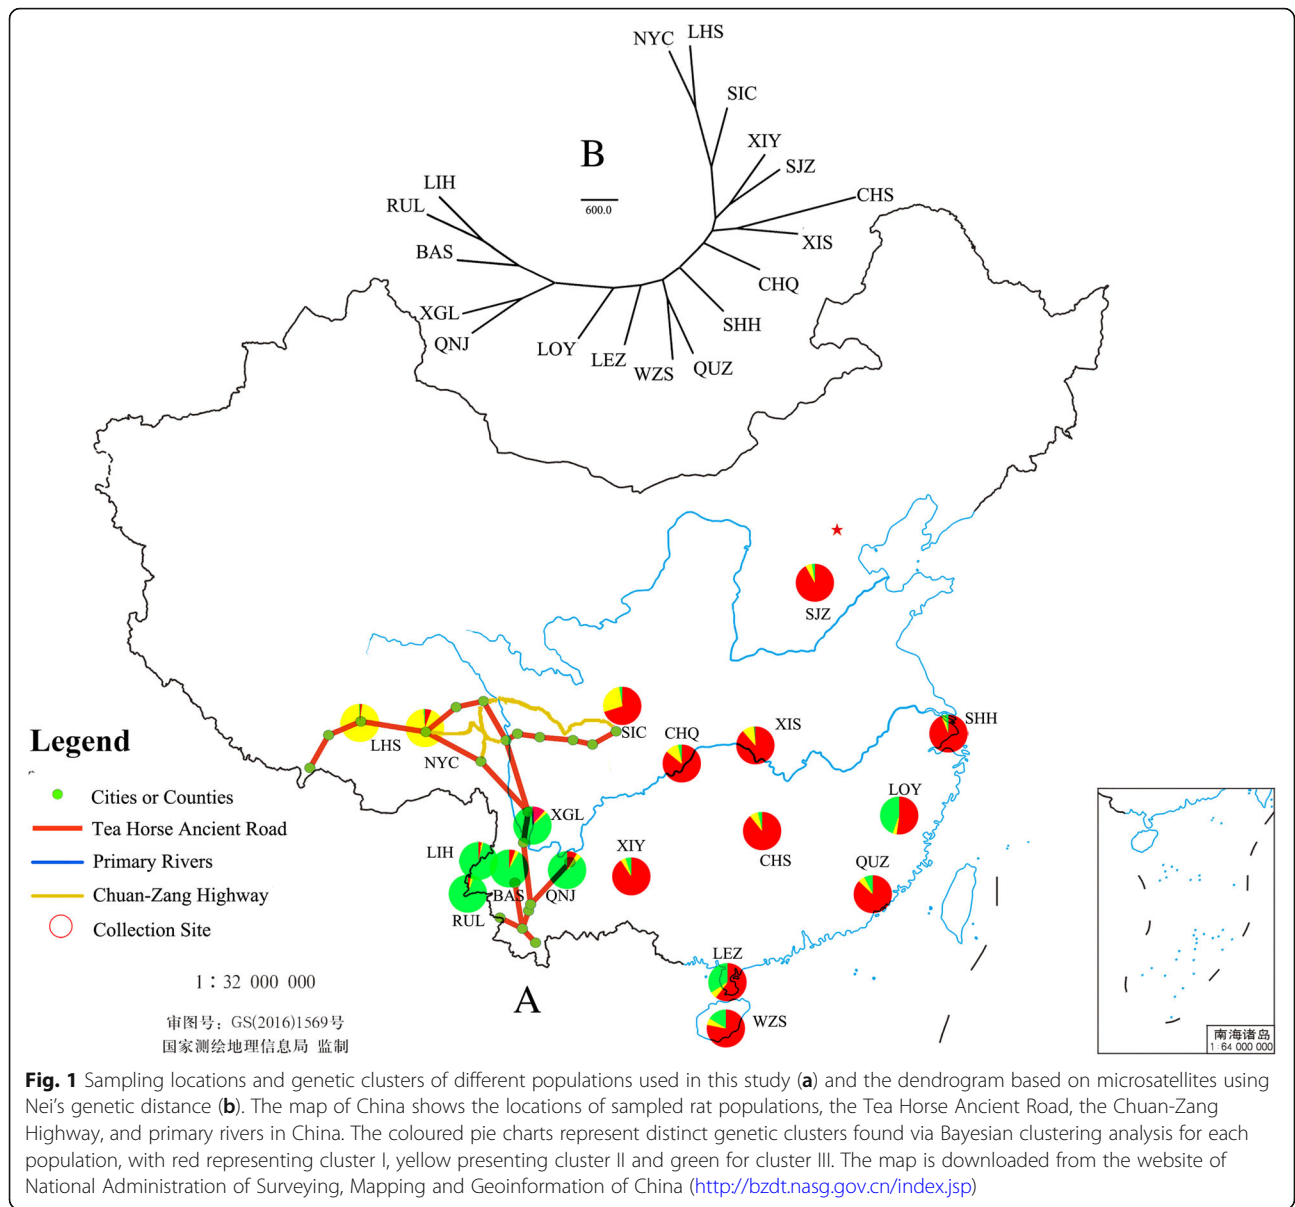 NYC
LHS
SIC
XIY
SJZ
CHS
XIS
CHQ
SHH
QUZ
WZS
LEZ
LOY
QNJ
XGL
BAS
RUL
LIH
B
600.0
SJZ
SIC
LHS
NYC
CHQ
XIS
SHH
XGL
LOY
LIH
BAS
QNJ
XIY
CHS
QUZ
RUL
LEZ
WZS
A
Legend
Cities or Counties
Tea Horse Ancient Road
Primary Rivers
Chuan-Zang Highway
Collection Site
1：32 000 000
审图号：GS(2016)1569号
国家测绘地理信息局 监制
南海诸岛
1:64 000 000
Fig. 1 Sampling locations and genetic clusters of different populations used in this study (a) and the dendrogram based on microsatellites using
Nei's genetic distance (b). The map of China shows the locations of sampled rat populations, the Tea Horse Ancient Road, the Chuan-Zang
Highway, and primary rivers in China. The coloured pie charts represent distinct genetic clusters found via Bayesian clustering analysis for each
population, with red representing cluster I, yellow presenting cluster II and green for cluster III. The map is downloaded from the website of
National Administration of Surveying, Mapping and Geoinformation of China (http://bzdt.nasg.gov.cn/index.jsp)